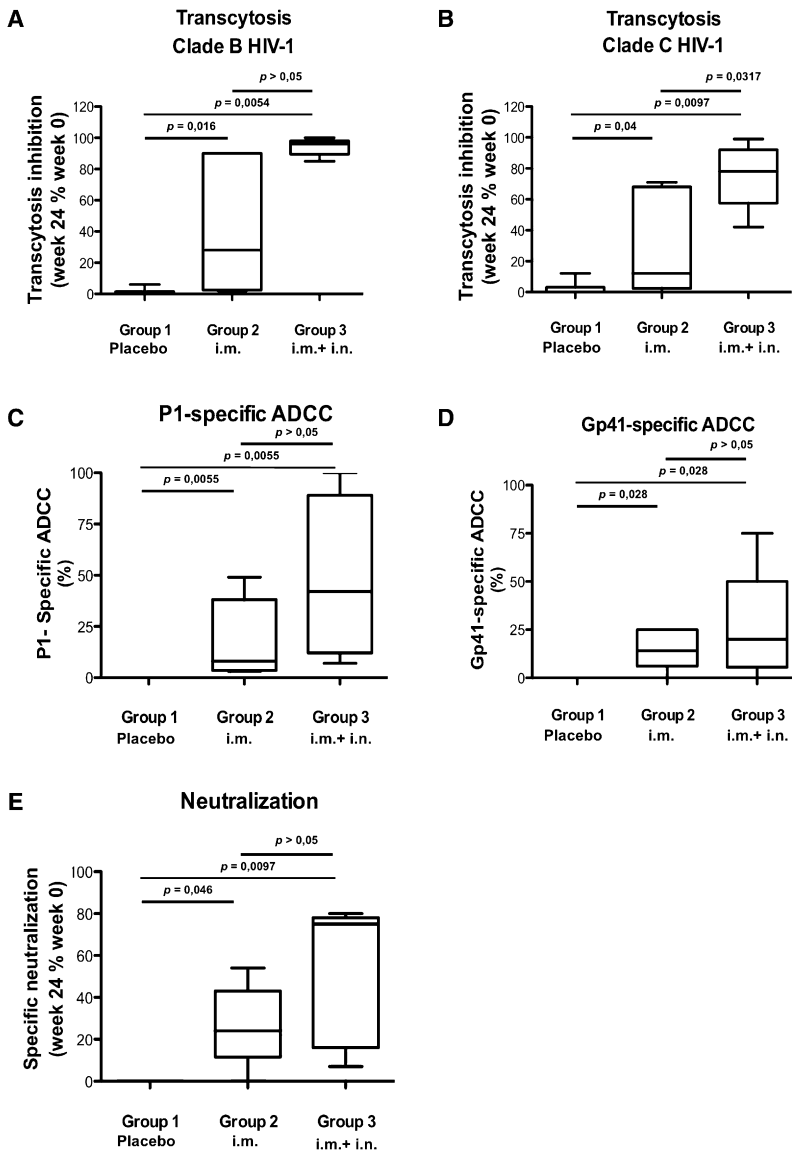 A
Transcytosis
Clade B HIV-1
p > 0,05
p = 0,0054
p = 0,016
Transcytosis inhibition
(week 24 % week 0)
120
100
80
60
40
20
0
Group 1
Placebo
Group 2
i.m.
Group 3
i.m.+ i.n.
B
Transcytosis
Clade C HIV-1
p = 0,0317
p = 0,0097
p = 0,04
Transcytosis inhibition
(week 24 % week 0)
120
100
80
60
40
20
0
Group 1
Placebo
Group 2
i.m.
Group 3
i.m.+ i.n.
C
P1-specific ADCC
p > 0,05
p = 0,0055
p = 0,0055
P1- Specific ADCC
(%)
100
75
50
25
0
Group 1
Placebo
Group 2
i.m.
Group 3
i.m.+ i.n.
D
Gp41-specific ADCC
p > 0,05
p = 0,028
p = 0,028
Gp41-specific ADCC
(%)
100
75
50
25
0
Group 1
Placebo
Group 2
i.m.
Group 3
i.m.+ i.n.
E
Neutralization
p > 0,05
p = 0,0097
p = 0,046
Specific neutralization
(week 24 % week 0)
100
80
60
40
20
0
Group 1
Placebo
Group 2
i.m.
Group 3
i.m.+ i.n.